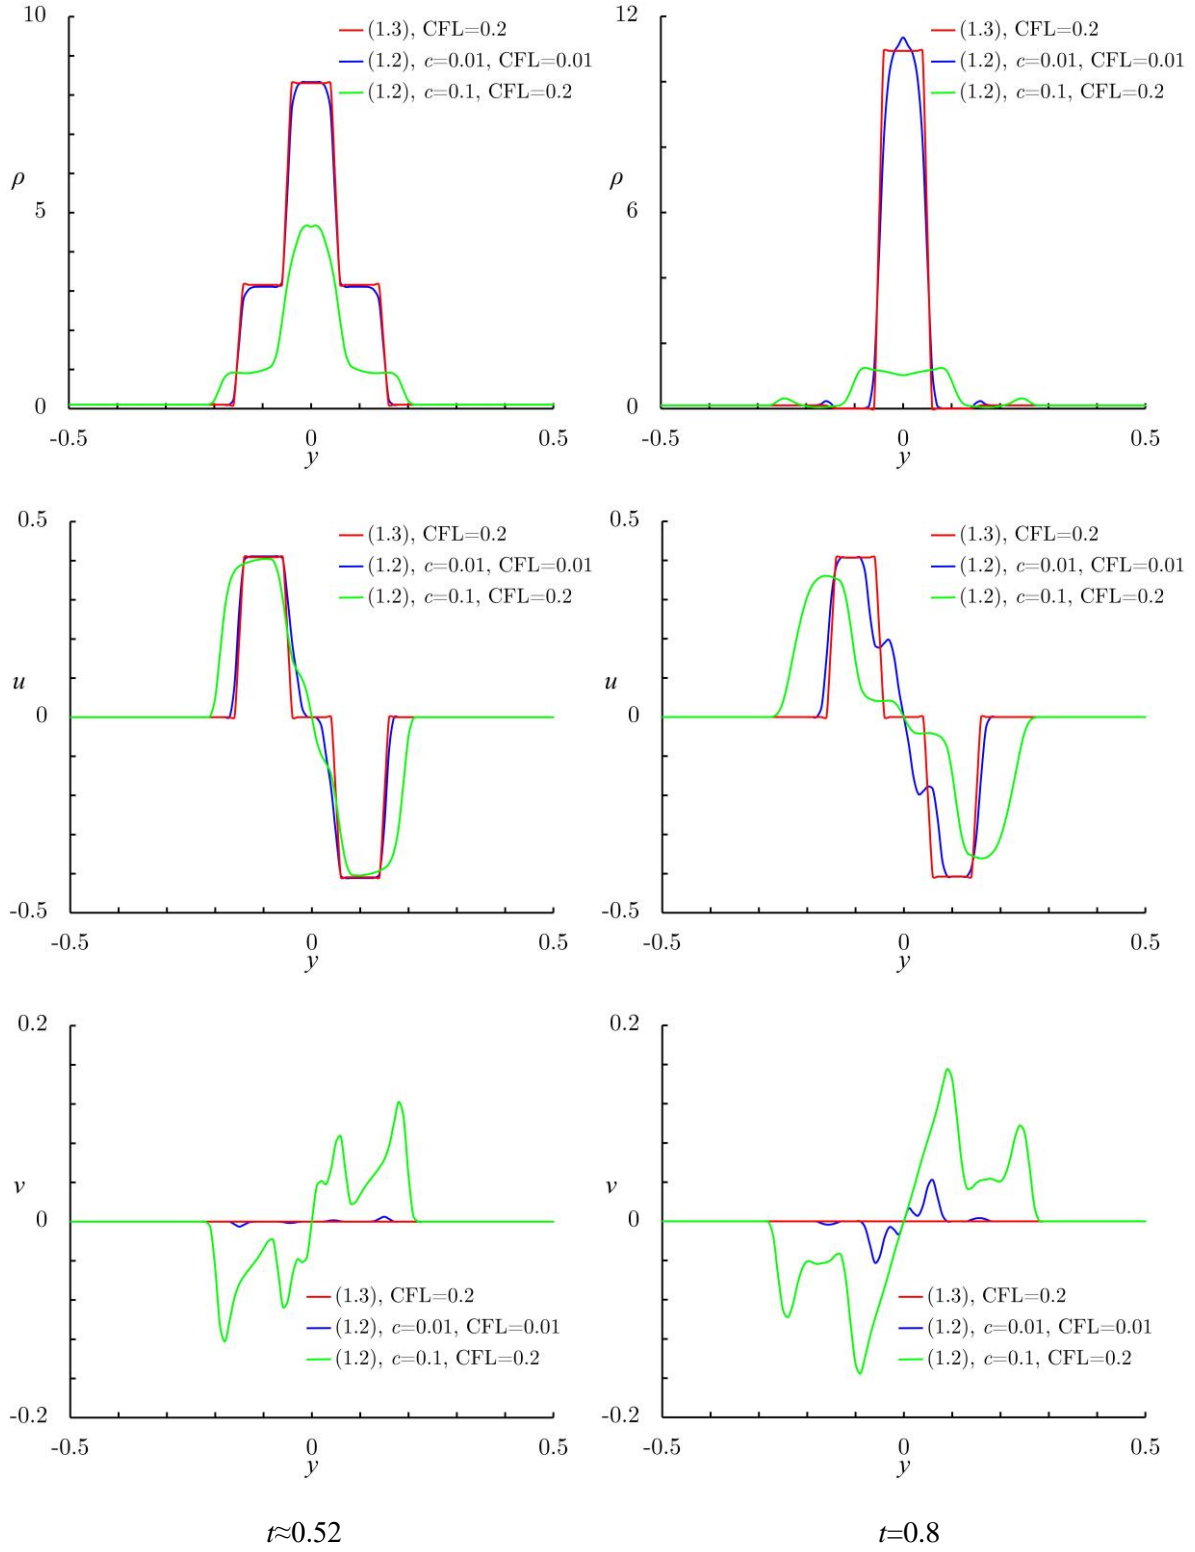 10
(1.3), CFL=0.2
(1.2), c=0.01, CFL=0.01
(1.2), c=0.1, CFL=0.2
ρ
5
0
-0.5
0
0.5
y
12
(1.3), CFL=0.2
(1.2), c=0.01, CFL=0.01
(1.2), c=0.1, CFL=0.2
ρ
6
0
-0.5
0
0.5
y
0.5
(1.3), CFL=0.2
(1.2), c=0.01, CFL=0.01
(1.2), c=0.1, CFL=0.2
u
0
-0.5
-0.5
0
0.5
y
0.5
(1.3), CFL=0.2
(1.2), c=0.01, CFL=0.01
(1.2), c=0.1, CFL=0.2
u
0
-0.5
-0.5
0
0.5
y
0.2
v
0
(1.3), CFL=0.2
(1.2), c=0.01, CFL=0.01
(1.2), c=0.1, CFL=0.2
-0.2
-0.5
0
0.5
y
0.2
v
0
(1.3), CFL=0.2
(1.2), c=0.01, CFL=0.01
(1.2), c=0.1, CFL=0.2
-0.2
-0.5
0
0.5
y
t≈0.52
t=0.8